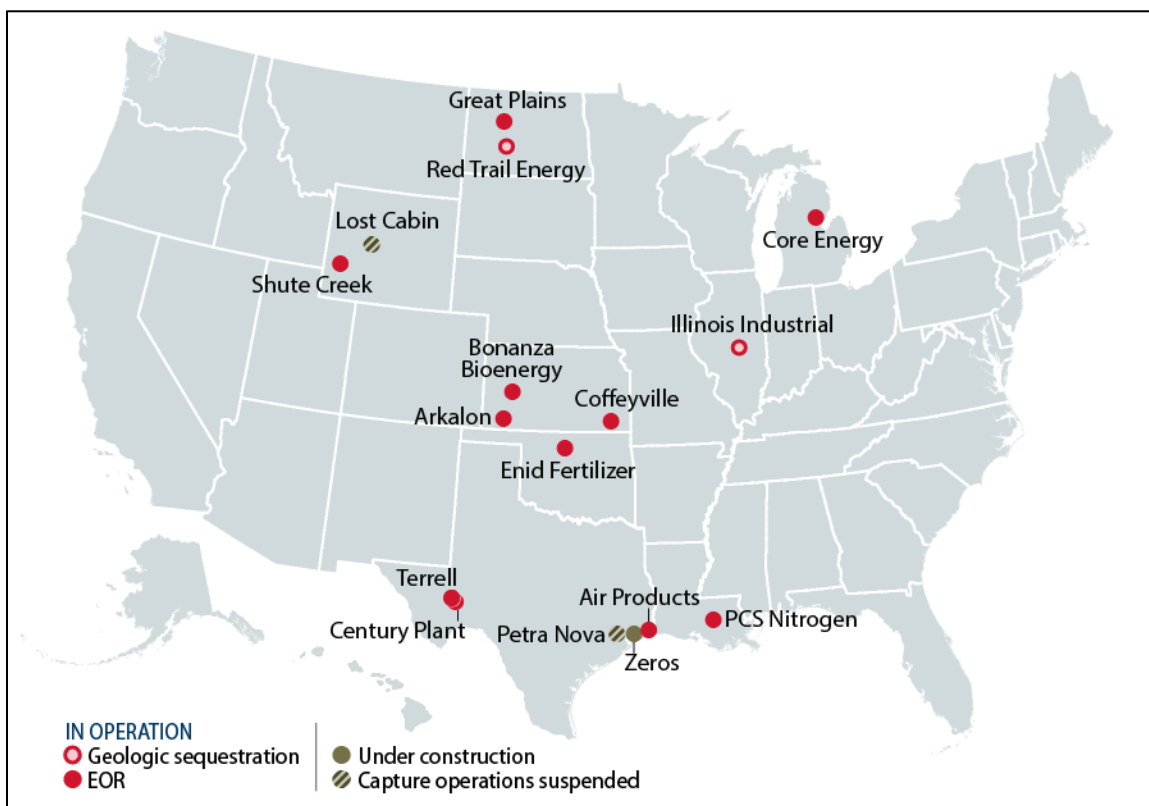 Great Plains
Red Trail Energy
Lost Cabin
Core Energy
Shute Creek
Illinois Industrial
Bonanza
Bioenergy
Coffeyville
Arkalon
Enid Fertilizer
Terrell
Air Products
PCS Nitrogen
Century Plant
Petra Nova
Zeros
IN OPERATION
Geologic sequestration
EOR
Under construction
Capture operations suspended